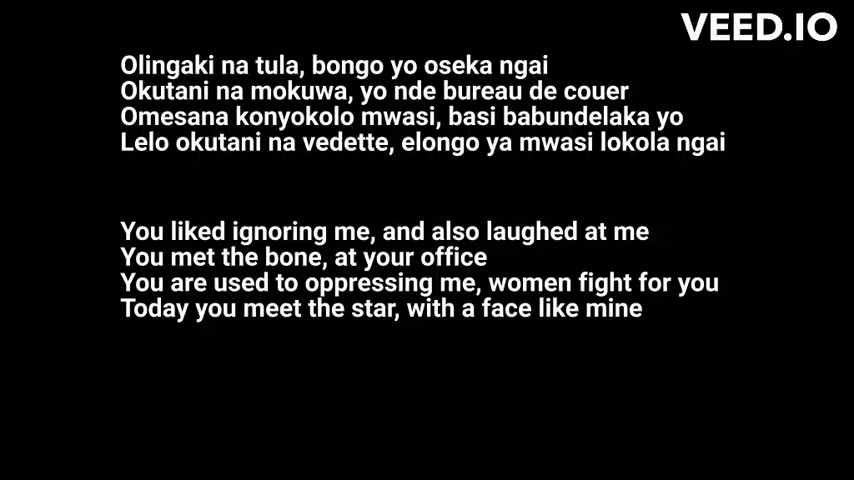 VEED.IO
Olingaki na tula, bongo yo oseka ngai
Okutani na mokuwa, yo nde bureau de couer
Omesana konyokolo mwasi, basi babundelaka yo
Lelo okutani na vedette, elongo ya mwasi lokola ngai
You liked ignoring me, and also laughed at me
You met the bone, at your office
You are used to oppressing me, women fight for you
Today you meet the star, with a face like mine